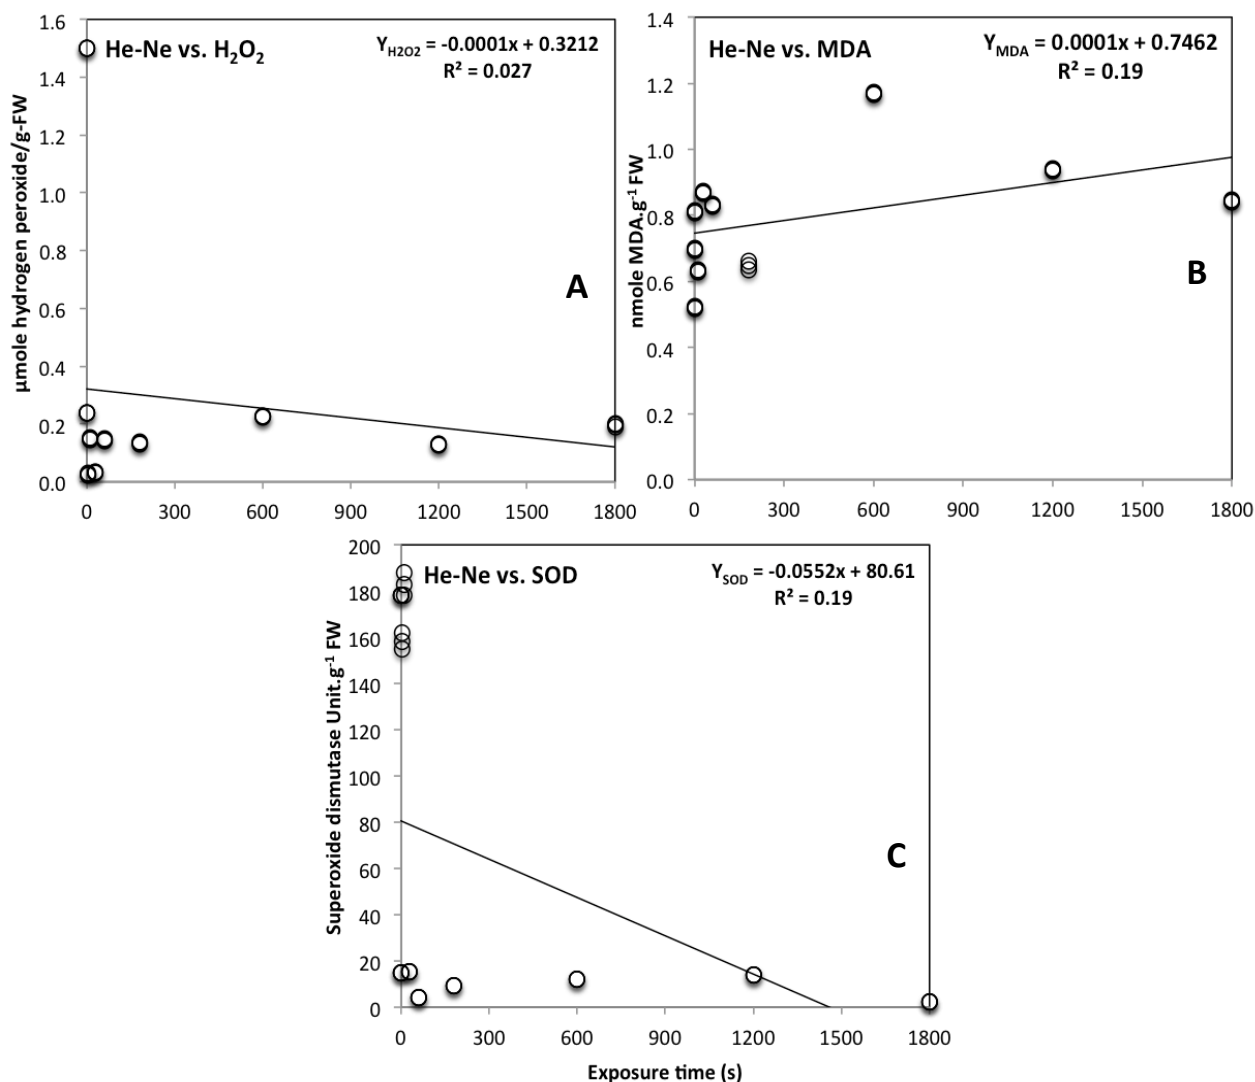 He-Ne vs. H₂O₂
Y_H2O2 = -0.0001x + 0.3212
R² = 0.027
μmole hydrogen peroxide/g-FW
1.6
1.4
1.2
1.0
0.8
0.6
0.4
0.2
0.0
A
0 300 600 900 1200 1500 1800
He-Ne vs. MDA
Y_MDA = 0.0001x + 0.7462
R² = 0.19
nmole MDA.g⁻¹ FW
1.4
1.2
1.0
0.8
0.6
0.4
0.2
0.0
B
0 300 600 900 1200 1500 1800
He-Ne vs. SOD
Y_SOD = -0.0552x + 80.61
R² = 0.19
Superoxide dismutase Unit.g⁻¹ FW
200
180
160
140
120
100
80
60
40
20
0
C
0 300 600 900 1200 1500 1800
Exposure time (s)